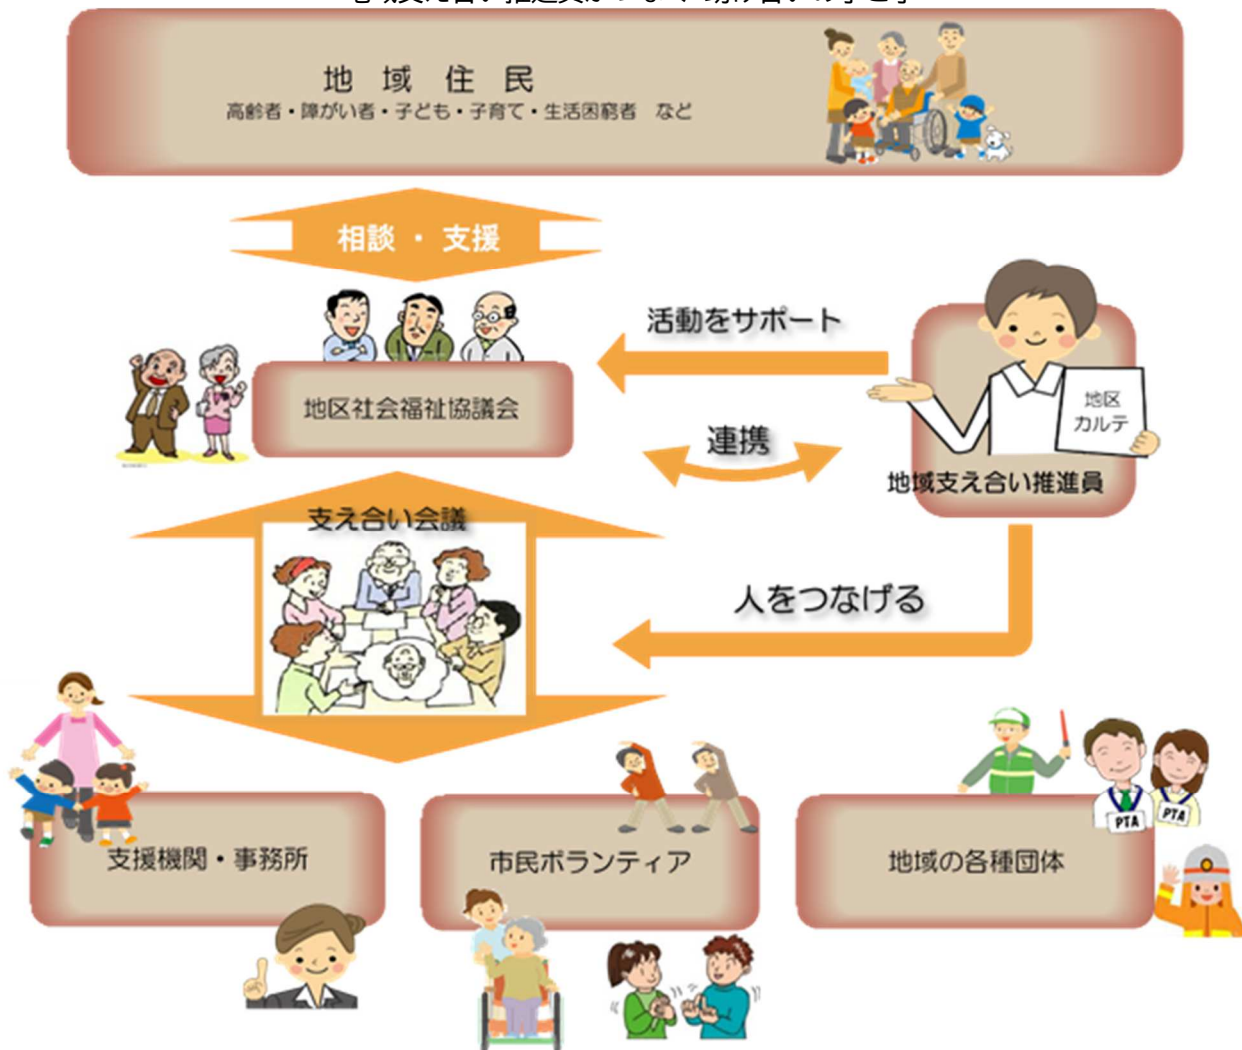 地域住民
高齢者・障がい者・子ども・子育て・生活困窮者 など
相談・支援
活動をサポート
地区社会福祉協議会
連携
地区
カルテ
地域支え合い推進員
支え合い会議
人をつなげる
PTA
PTA
支援機関・事務所
市民ボランティア
地域の各種団体